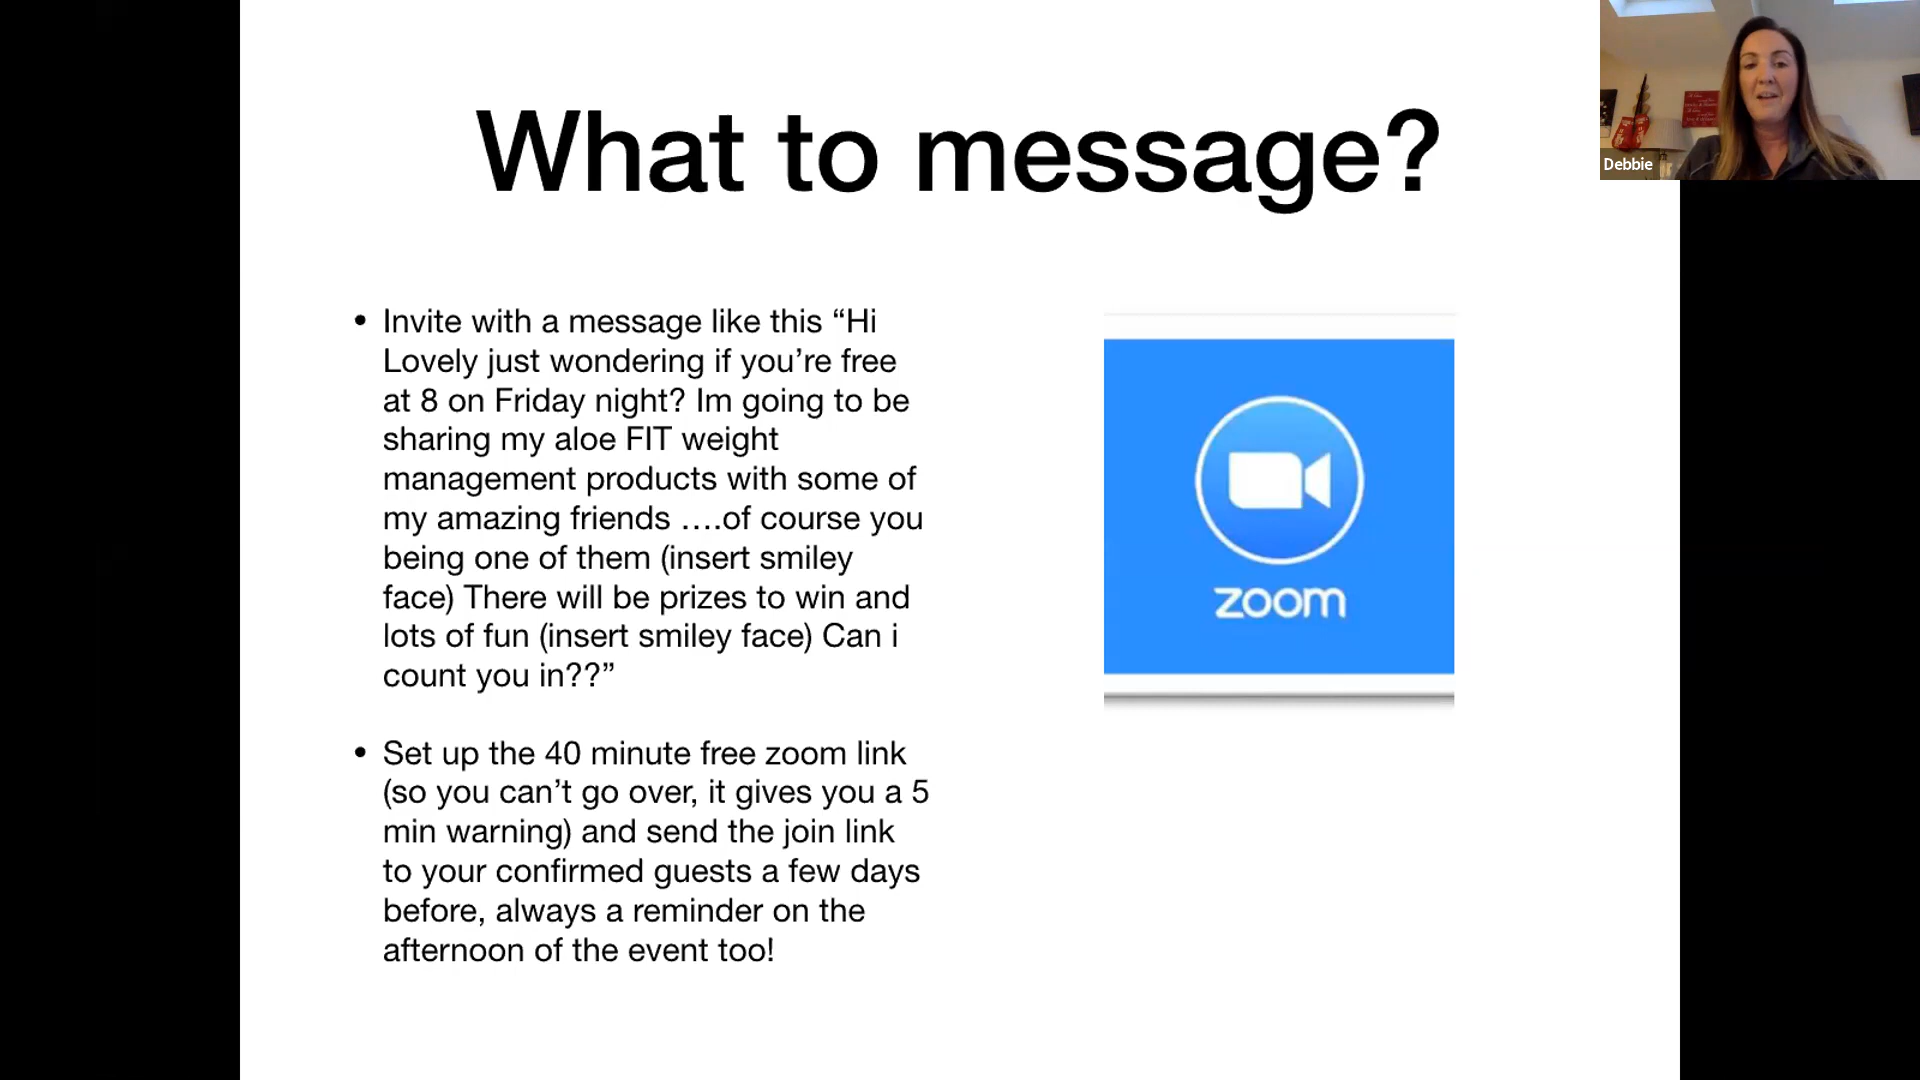 What to message?
• Invite with a message like this “Hi
Lovely just wondering if you’re free
at 8 on Friday night? Im going to be
sharing my aloe FIT weight
management products with some of
my amazing friends ….of course you
being one of them (insert smiley
face) There will be prizes to win and
lots of fun (insert smiley face) Can i
count you in??”
• Set up the 40 minute free zoom link
(so you can’t go over, it gives you a 5
min warning) and send the join link
to your confirmed guests a few days
before, always a reminder on the
afternoon of the event too!
zoom
Debbie